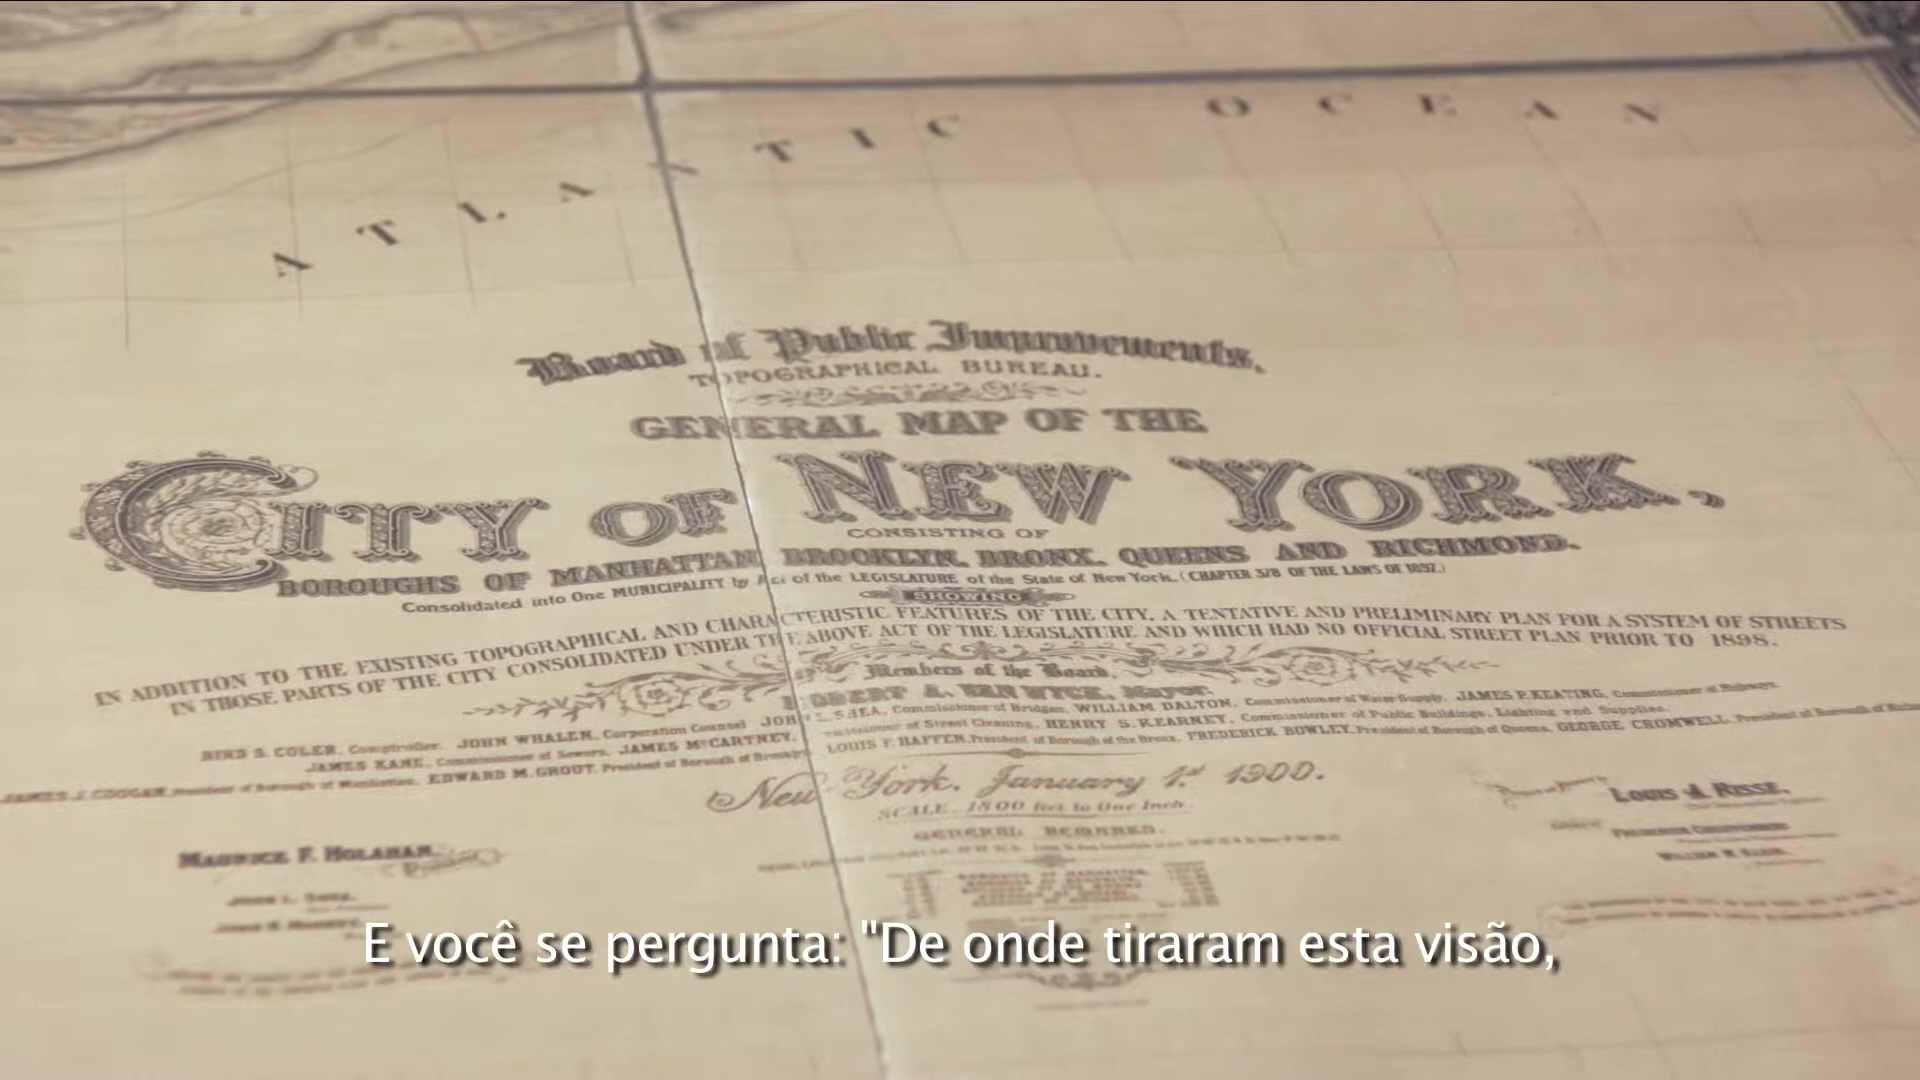 ATLANTIC OCEAN
Board of Public Improvements,
TOPOGRAPHICAL BUREAU.
GENERAL MAP OF THE
CITY OF NEW YORK,
CONSISTING OF
BOROUGHS OF MANHATTAN, BROOKLYN, BRONX, QUEENS AND RICHMOND.
Consolidated into One MUNICIPALITY by Act of the LEGISLATURE of the State of New York, (CHAPTER 378 OF THE LAWS OF 1897.)
SHOWING
IN ADDITION TO THE EXISTING TOPOGRAPHICAL AND CHARACTERISTIC FEATURES OF THE CITY, A TENTATIVE AND PRELIMINARY PLAN FOR A SYSTEM OF STREETS
IN THOSE PARTS OF THE CITY CONSOLIDATED UNDER THE ABOVE ACT OF THE LEGISLATURE AND WHICH HAD NO OFFICIAL STREET PLAN PRIOR TO 1898.
Members of the Board,
A. VAN WYCK, Mayor.
BIRD S. COLER, Comptroller. JOHN WHALEN, Corporation Counsel JOHN L. SHEA, Commissioner of Bridges, WILLIAM DALTON, Commissioner of Water Supply, JAMES P. KEATING, Commissioner of Highways.
JAMES KANE, Commissioner of Sewers, JAMES McCARTNEY, Commissioner of Street Cleaning, HENRY S. KEARNEY, Commissioner of Public Buildings, Lighting and Supplies.
JAMES J. COOGAN, President of Borough of Manhattan, EDWARD M. GROUT, President of Borough of Brooklyn LOUIS F. HAFFEN, President of Borough of the Bronx, FREDERICK BOWLEY, President of Borough of Queens, GEORGE CROMWELL, President of Borough of
New York, January 1st 1900.
SCALE, 1800 feet to One Inch.
GENERAL REMARKS.
MAURICE F. HOLAHAN,
LOUIS A. RISSE,
E você se pergunta: "De onde tiraram esta visão,